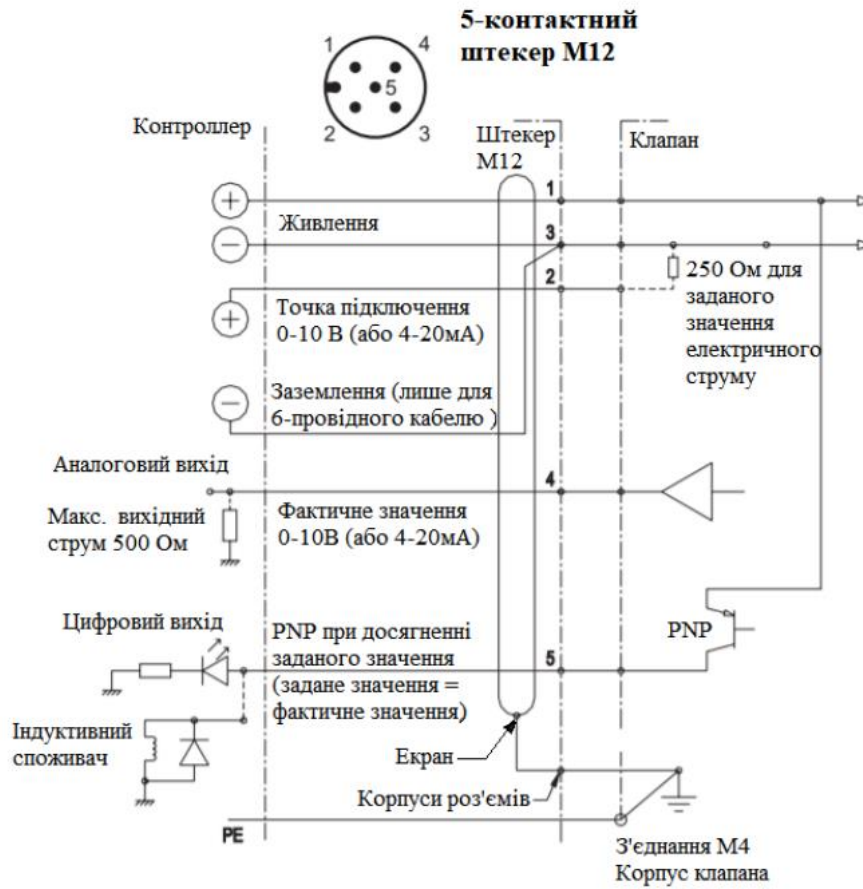 5-контактний
штекер М12
1
4
5
2
3
Контроллер
Штекер
М12
Клапан
1
Живлення
3
2
250 Ом для
заданого
значення
електричного
струму
Точка підключення
0-10 В (або 4-20мА)
Заземлення (лише для
6-провідного кабелю )
Аналоговий вихід
4
Макс. вихідний
струм 500 Ом
Фактичне значення
0-10В (або 4-20мА)
Цифровий вихід
PNP при досягненні
заданого значення
(задане значення =
фактичне значення)
5
PNP
Індуктивний
споживач
Екран
Корпуси роз'ємів
PE
З'єднання М4
Корпус клапана